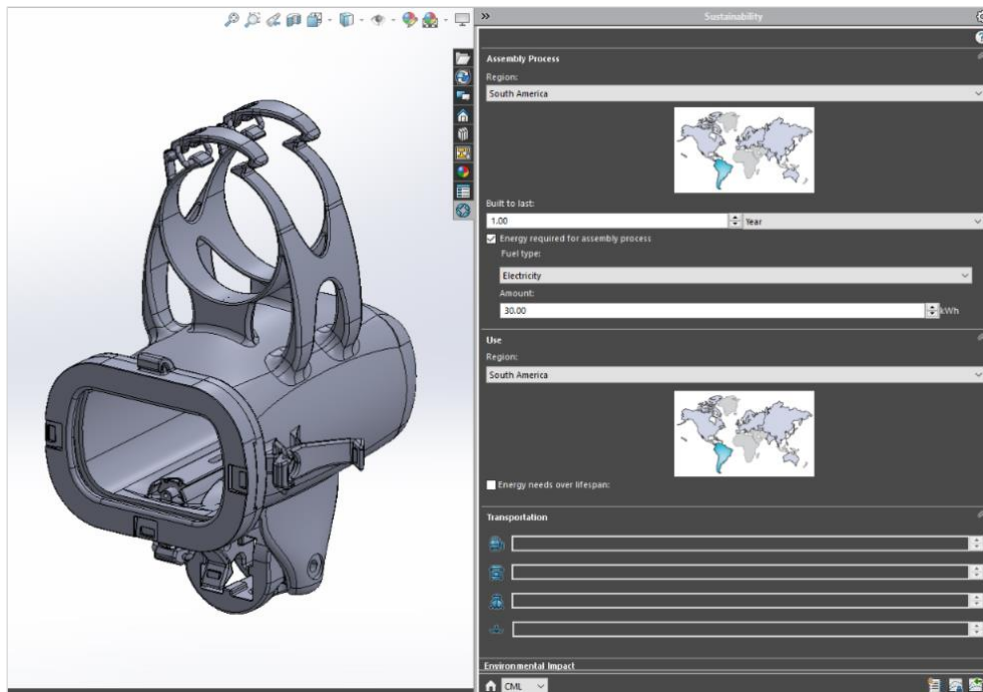 Sustainability
Assembly Process
Region:
South America
Built to last:
1.00 Year
Energy required for assembly process
Fuel type:
Electricity
Amount:
30.00 kWh
Use
Region:
South America
Energy needs over lifespan:
Transportation
Environmental Impact
CML